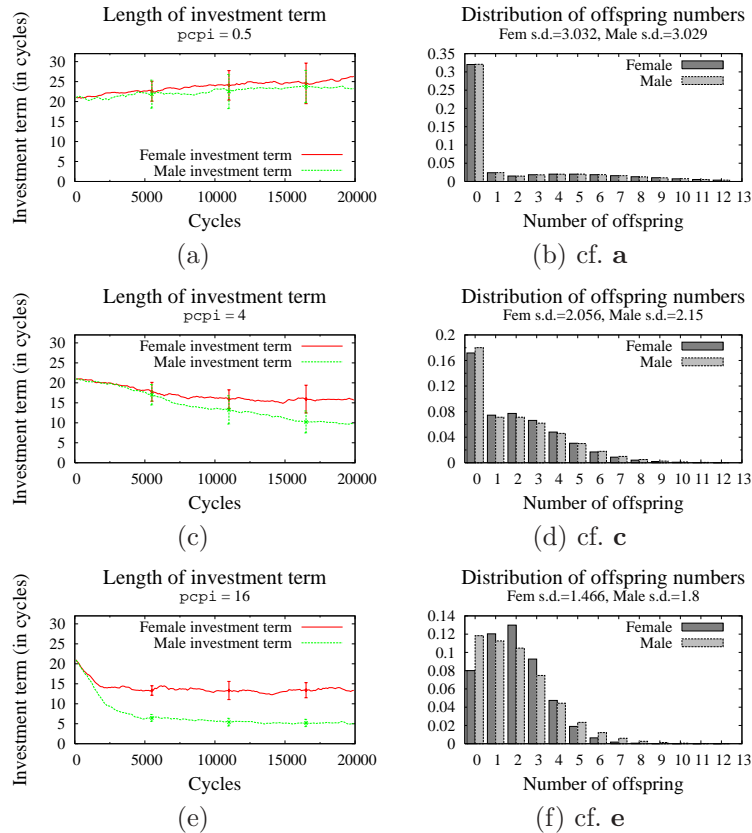 Length of investment term
pcpi = 0.5
Investment term (in cycles)
30
25
20
15
10
5
0
Female investment term
Male investment term
0 5000 10000 15000 20000
Cycles
(a)
Distribution of offspring numbers
Fem s.d.=3.032, Male s.d.=3.029
0.35
0.3
0.25
0.2
0.15
0.1
0.05
0
Female
Male
0 1 2 3 4 5 6 7 8 9 10 11 12 13
Number of offspring
(b) cf. a
Length of investment term
pcpi = 4
Investment term (in cycles)
30
25
20
15
10
5
0
Female investment term
Male investment term
0 5000 10000 15000 20000
Cycles
(c)
Distribution of offspring numbers
Fem s.d.=2.056, Male s.d.=2.15
0.2
0.16
0.12
0.08
0.04
0
Female
Male
0 1 2 3 4 5 6 7 8 9 10 11 12 13
Number of offspring
(d) cf. c
Length of investment term
pcpi = 16
Investment term (in cycles)
30
25
20
15
10
5
0
Female investment term
Male investment term
0 5000 10000 15000 20000
Cycles
(e)
Distribution of offspring numbers
Fem s.d.=1.466, Male s.d.=1.8
0.14
0.12
0.1
0.08
0.06
0.04
0.02
0
Female
Male
0 1 2 3 4 5 6 7 8 9 10 11 12 13
Number of offspring
(f) cf. e